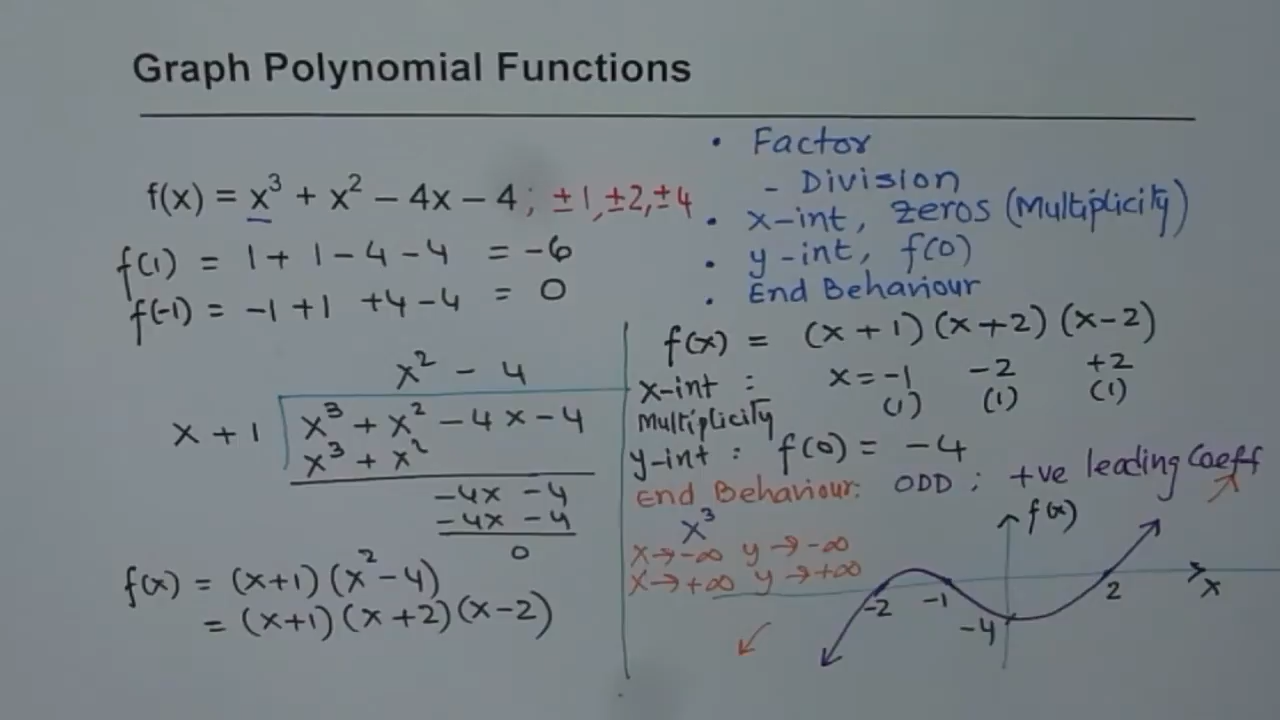 Graph Polynomial Functions
f(x) = x³ + x² − 4x − 4 ; ±1, ±2, ±4
f(1) = 1 + 1 − 4 − 4 = −6
f(-1) = −1 + 1 + 4 − 4 = 0
x² − 4
x + 1 x³ + x² − 4x − 4
x³ + x²
−4x − 4
−4x − 4
0
f(x) = (x+1)(x²−4)
= (x+1)(x+2)(x−2)
• Factor
- Division
• x-int, zeros (Multiplicity)
• y-int, f(0)
• End Behaviour
f(x) = (x+1)(x+2)(x−2)
x-int : x = −1 −2 +2
Multiplicity (1) (1) (1)
y-int : f(0) = −4
End Behaviour: ODD ; +ve leading Coeff
x³
x → −∞ y → −∞
x → +∞ y → +∞
f(x)
-2 -1 2 x
-4